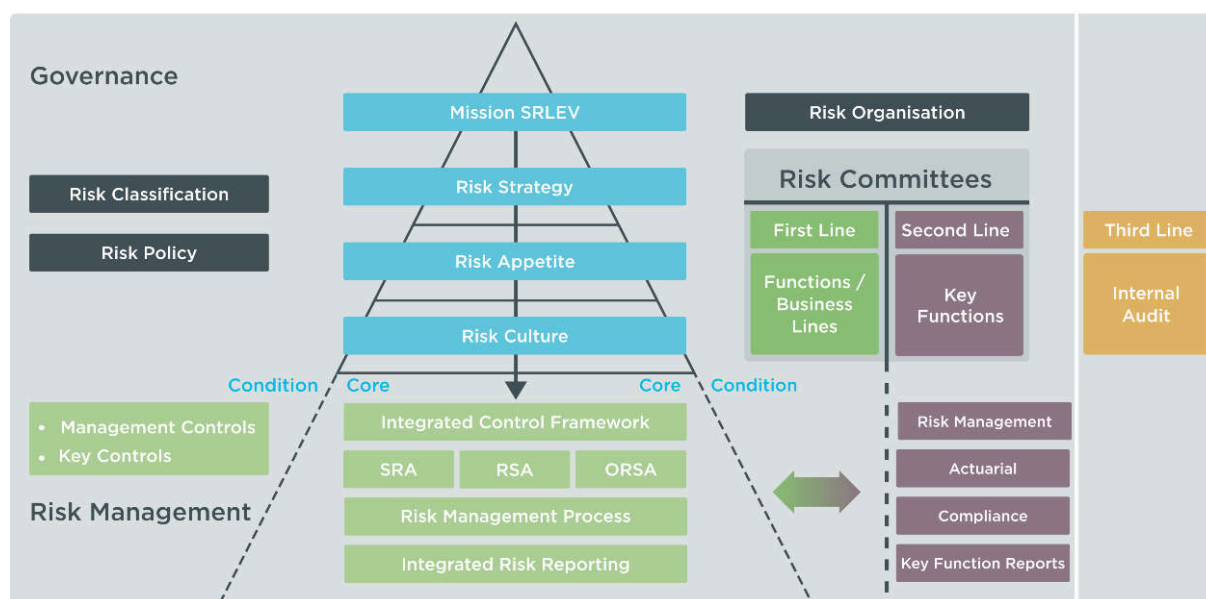 Governance
Mission SRLEV
Risk Organisation
Risk Classification
Risk Strategy
Risk Committees
Risk Policy
First Line
Second Line
Third Line
Risk Appetite
Functions /
Business
Lines
Key
Functions
Internal
Audit
Risk Culture
Condition
Core
Core
Condition
• Management Controls
• Key Controls
Integrated Control Framework
Risk Management
SRA
RSA
ORSA
Actuarial
Risk Management
Risk Management Process
Compliance
Integrated Risk Reporting
Key Function Reports